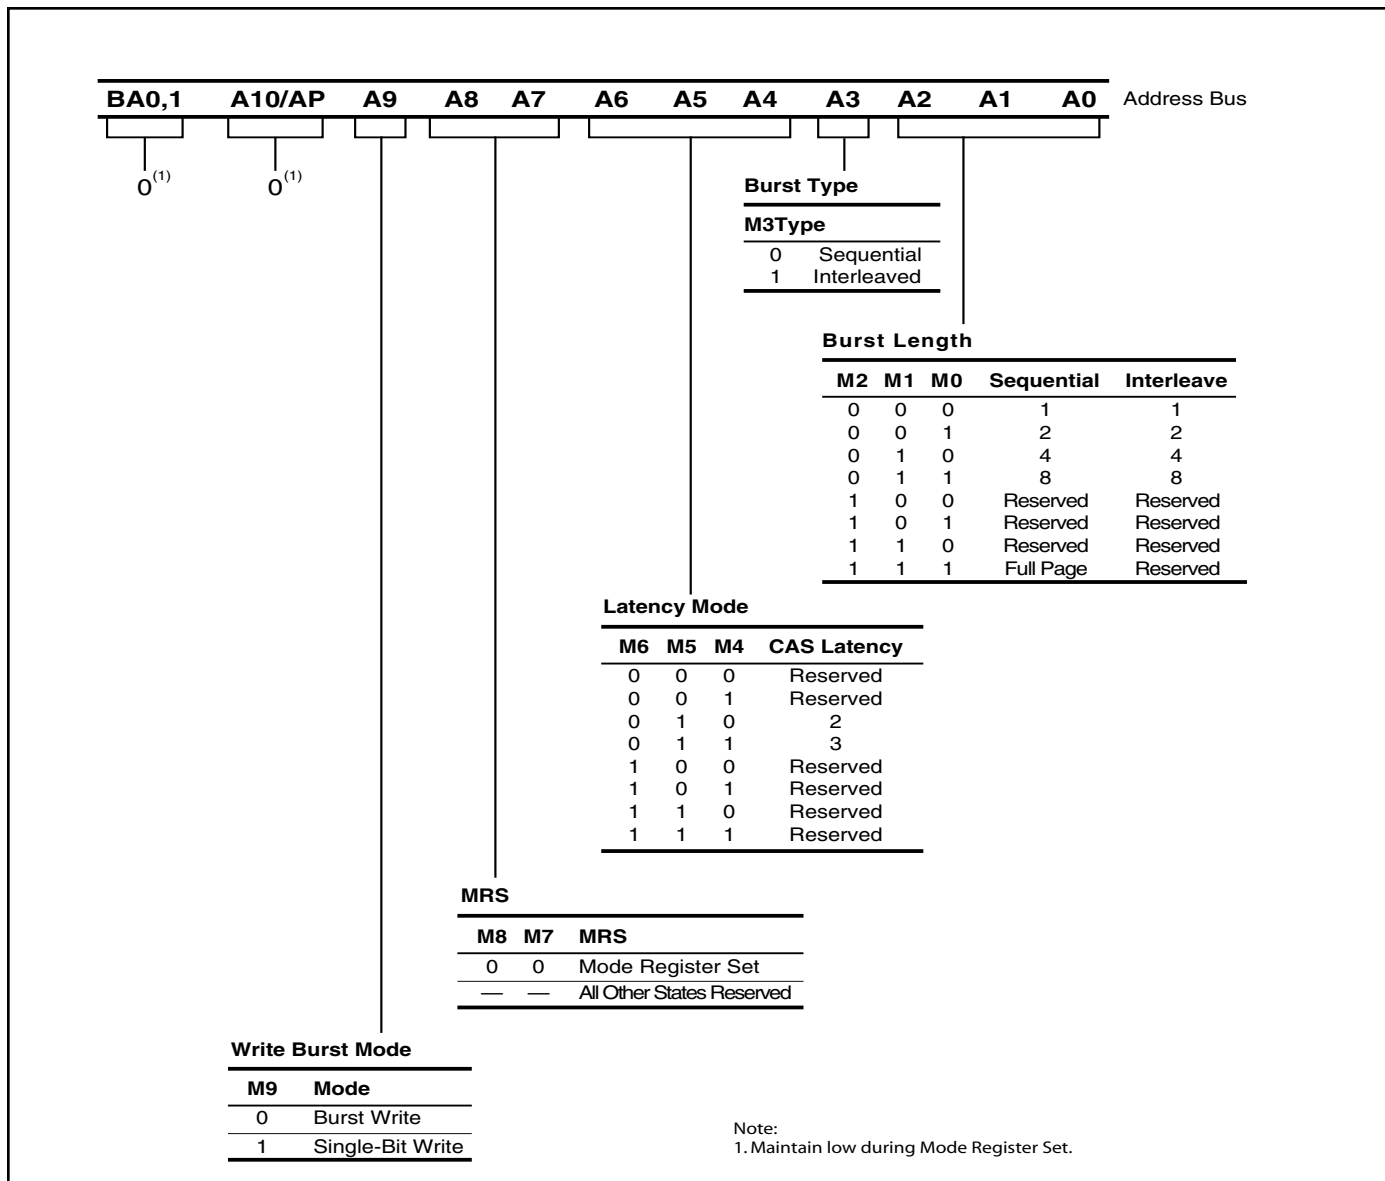 BA0,1 A10/AP A9 A8 A7 A6 A5 A4 A3 A2 A1 A0 Address Bus
0(1) 0(1)
Burst Type
M3Type
0 Sequential
1 Interleaved
Burst Length
M2 M1 M0 Sequential Interleave
0 0 0 1 1
0 0 1 2 2
0 1 0 4 4
0 1 1 8 8
1 0 0 Reserved Reserved
1 0 1 Reserved Reserved
1 1 0 Reserved Reserved
1 1 1 Full Page Reserved
Latency Mode
M6 M5 M4 CAS Latency
0 0 0 Reserved
0 0 1 Reserved
0 1 0 2
0 1 1 3
1 0 0 Reserved
1 0 1 Reserved
1 1 0 Reserved
1 1 1 Reserved
MRS
M8 M7 MRS
0 0 Mode Register Set
— — All Other States Reserved
Write Burst Mode
M9 Mode
0 Burst Write
1 Single-Bit Write
Note:
1. Maintain low during Mode Register Set.